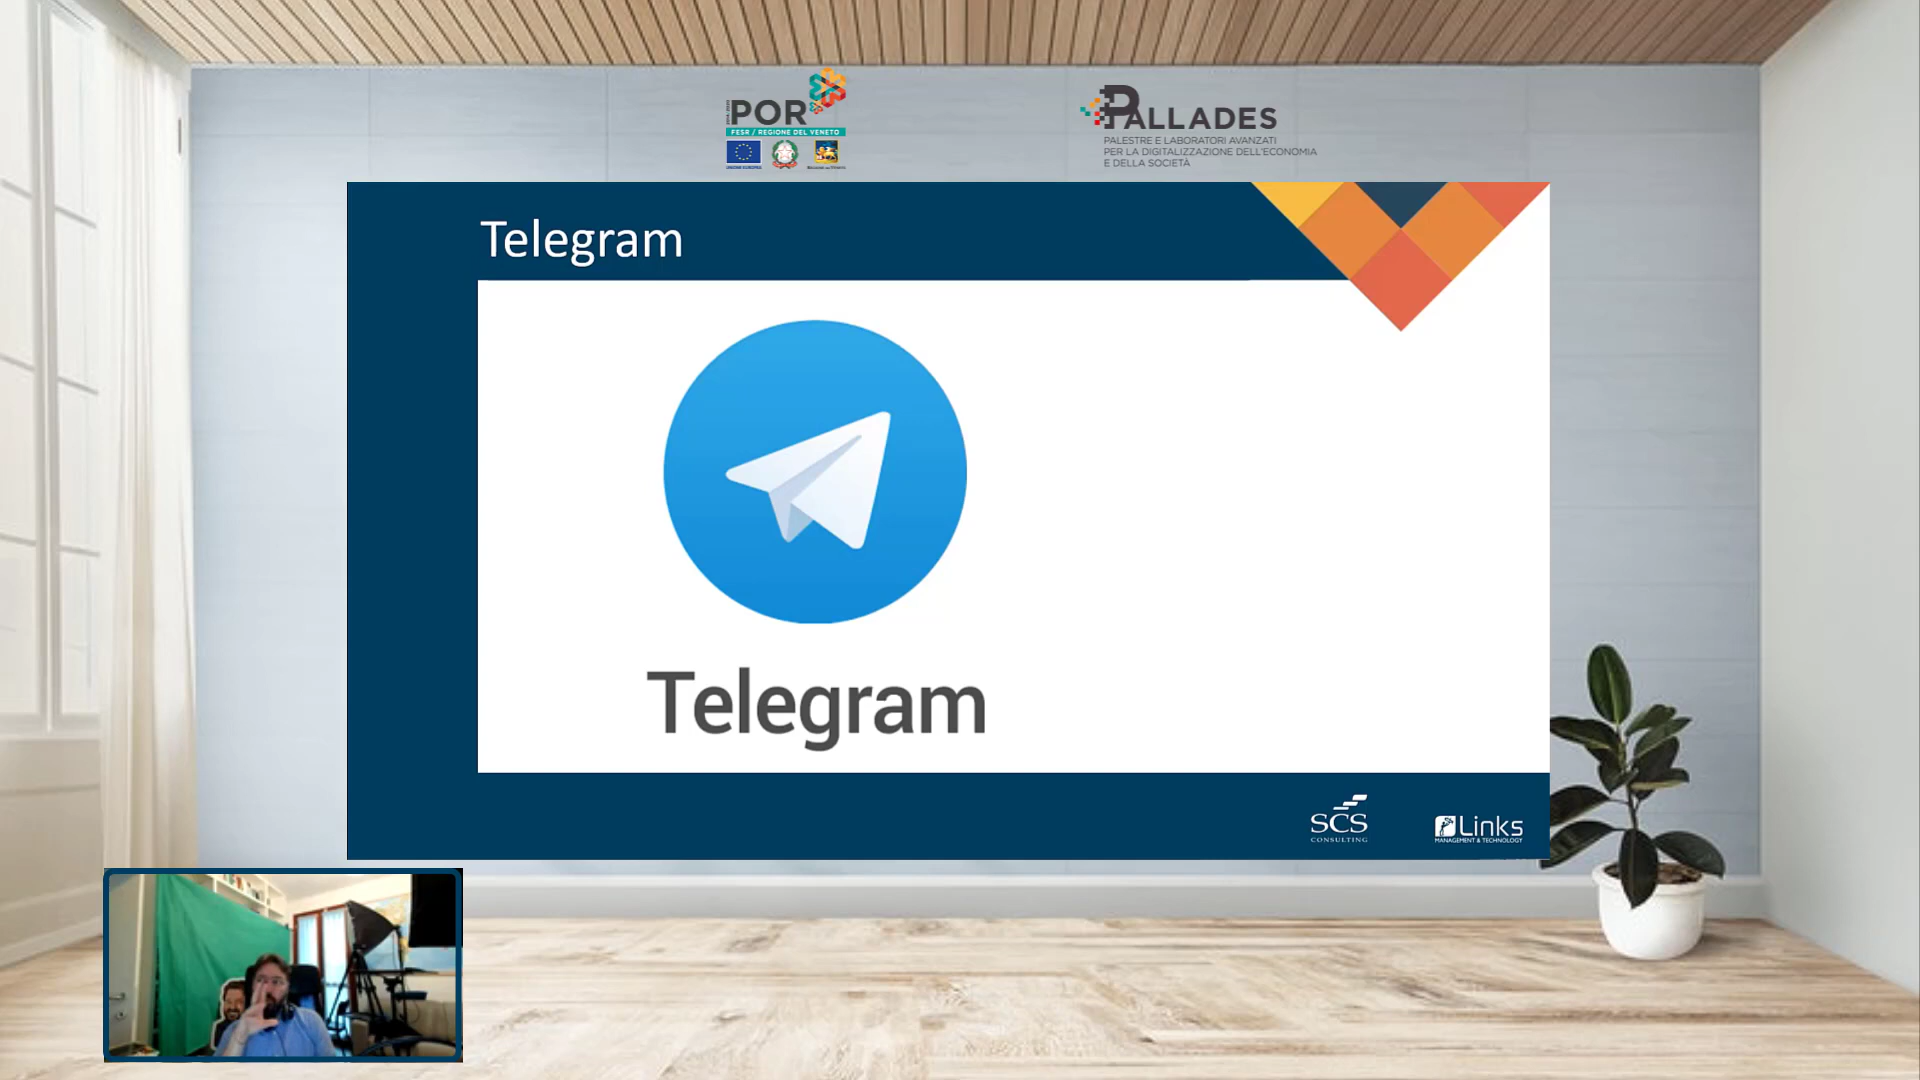 POR
FESR / REGIONE DEL VENETO
PALLADES
PALESTRE E LABORATORI AVANZATI
PER LA DIGITALIZZAZIONE DELL'ECONOMIA
E DELLA SOCIETÀ
Telegram
Telegram
SCS
CONSULTING
Links
MANAGEMENT & TECHNOLOGY